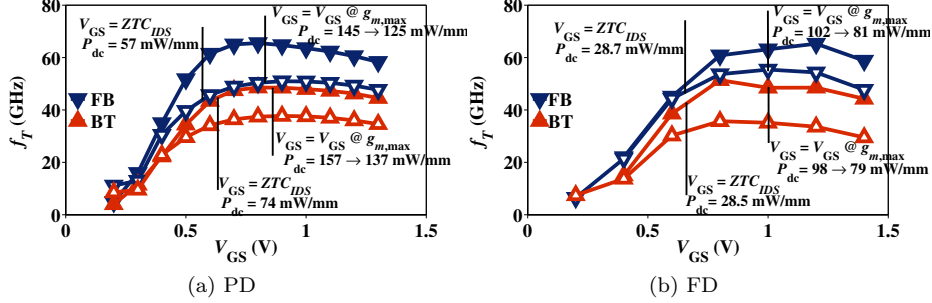 V_GS = ZTC_IDS
P_dc = 57 mW/mm
V_GS = V_GS @ g_m,max
P_dc = 145 → 125 mW/mm
80
60
40
20
0
f_T (GHz)
FB
BT
V_GS = V_GS @ g_m,max
P_dc = 157 → 137 mW/mm
V_GS = ZTC_IDS
P_dc = 74 mW/mm
0 0.5 1 1.5
V_GS (V)
(a) PD
V_GS = ZTC_IDS
P_dc = 28.7 mW/mm
V_GS = V_GS @ g_m,max
P_dc = 102 → 81 mW/mm
80
60
40
20
0
f_T (GHz)
FB
BT
V_GS = V_GS @ g_m,max
P_dc = 98 → 79 mW/mm
V_GS = ZTC_IDS
P_dc = 28.5 mW/mm
0 0.5 1 1.5
V_GS (V)
(b) FD